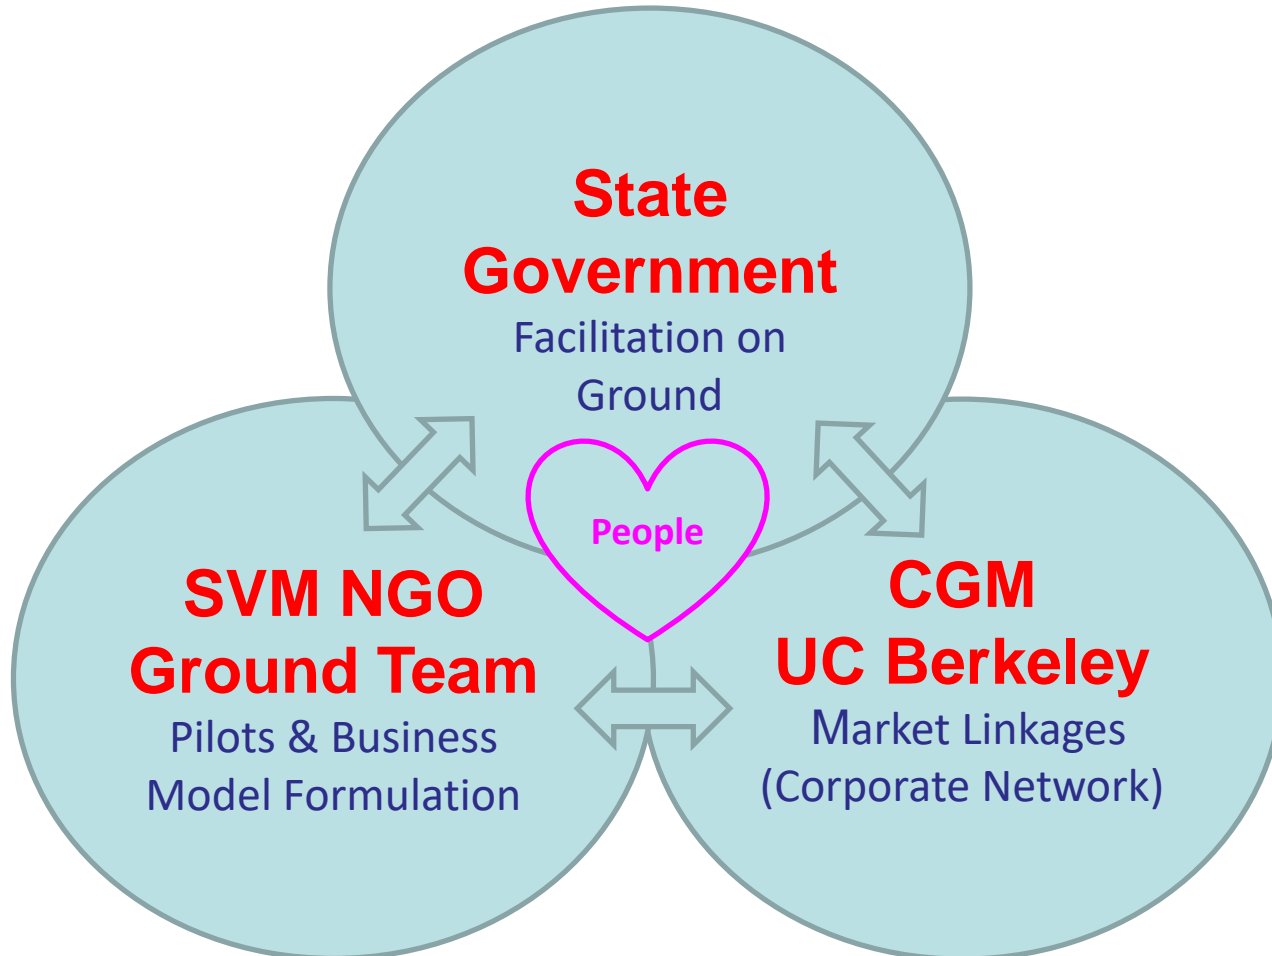 State
Government
Facilitation on
Ground
People
SVM NGO
Ground Team
Pilots & Business
Model Formulation
CGM
UC Berkeley
Market Linkages
(Corporate Network)